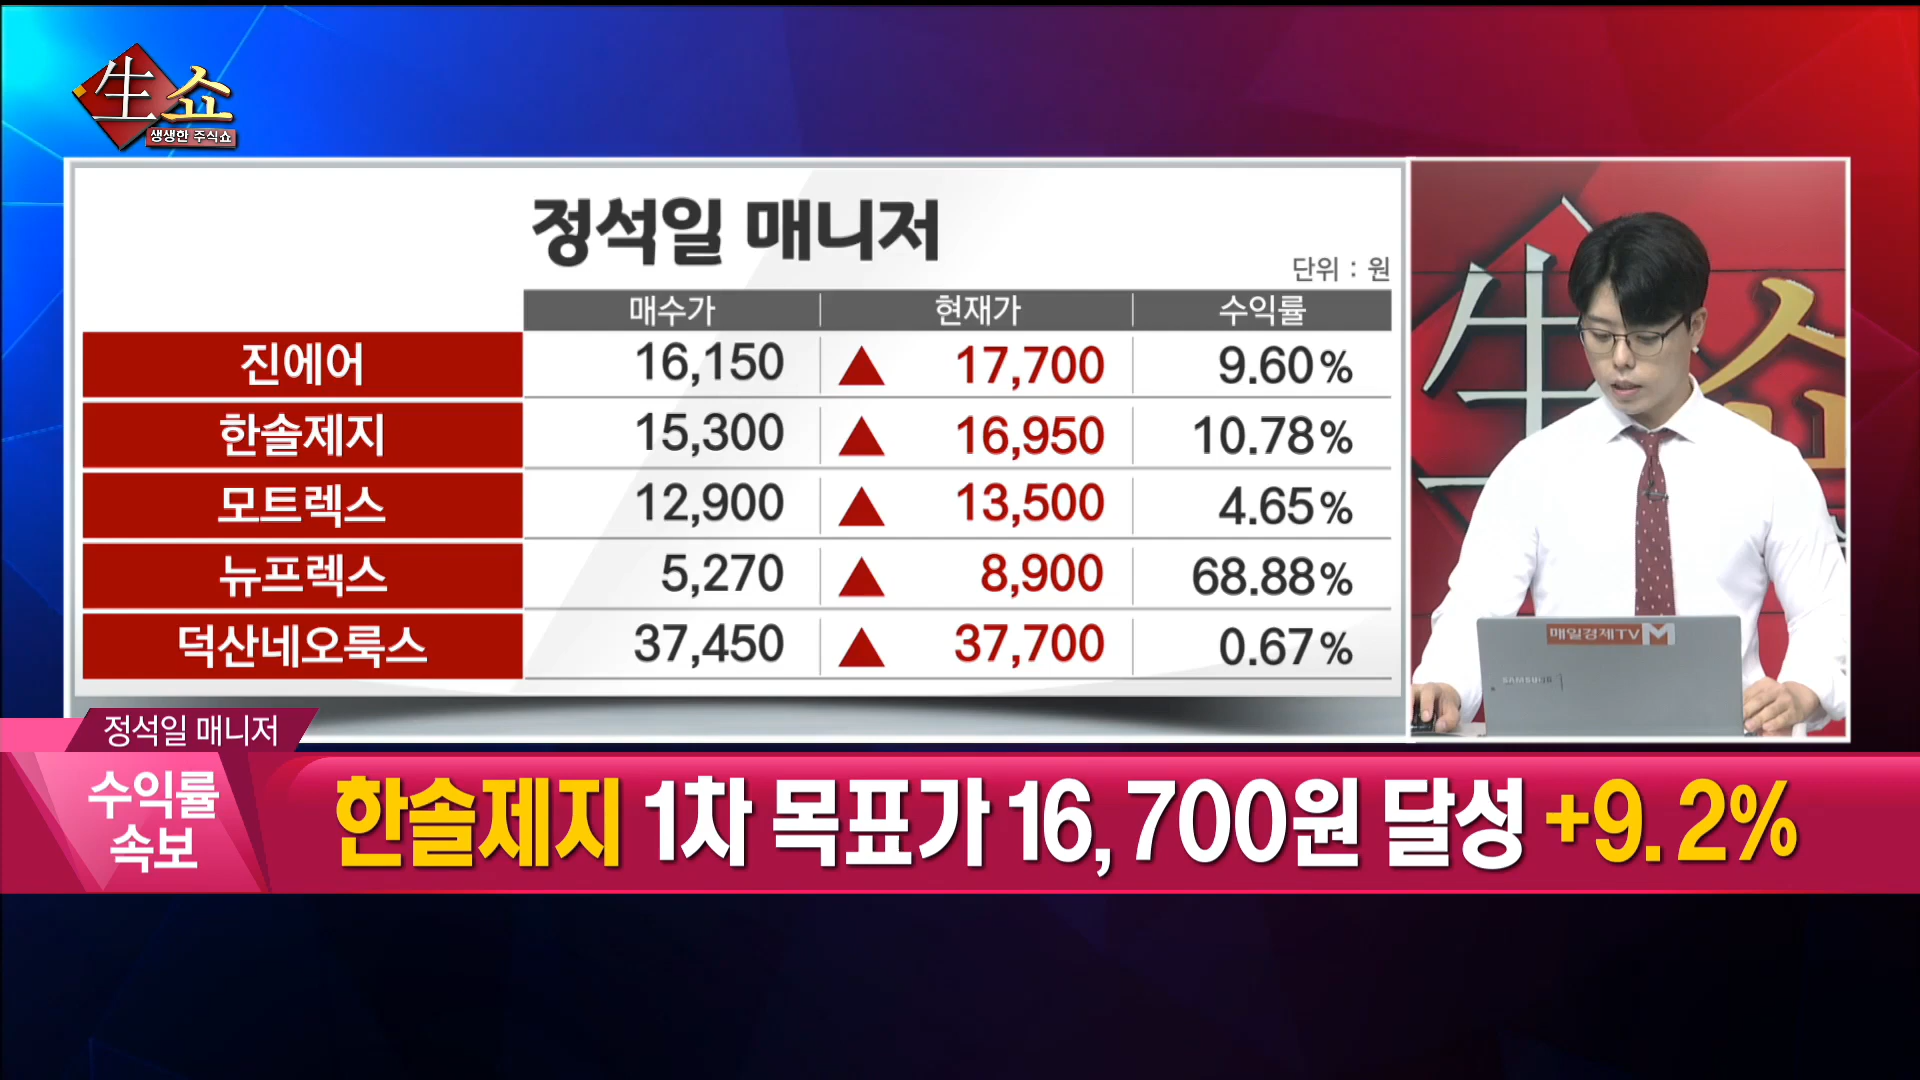 生쇼
생생한 주식쇼
정석일 매니저
단위 : 원
매수가 현재가 수익률
진에어 16,150 ▲ 17,700 9.60%
한솔제지 15,300 ▲ 16,950 10.78%
모트렉스 12,900 ▲ 13,500 4.65%
뉴프렉스 5,270 ▲ 8,900 68.88%
덕산네오룩스 37,450 ▲ 37,700 0.67%
生쇼
매일경제TV M
SAMSUNG
정석일 매니저
수익률
속보
한솔제지 1차 목표가 16,700원 달성 +9.2%